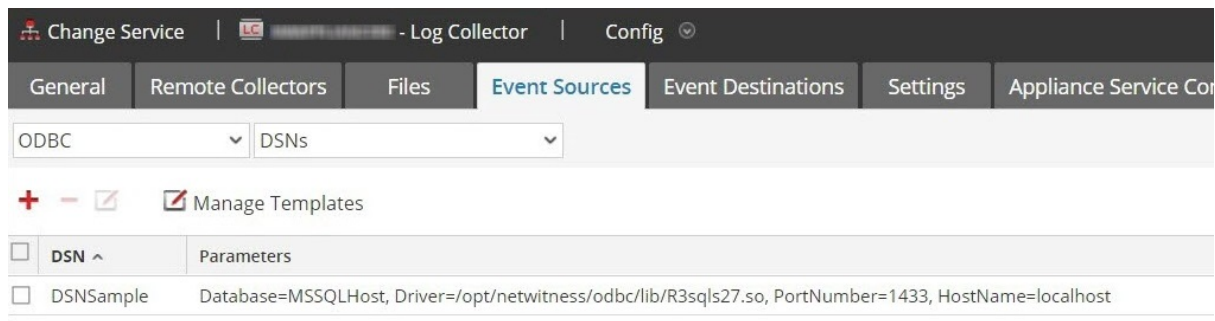 Change Service | LC - Log Collector | Config
General Remote Collectors Files Event Sources Event Destinations Settings Appliance Service Con
ODBC DSNs
Manage Templates
DSN Parameters
DSNSample Database=MSSQLHost, Driver=/opt/netwitness/odbc/lib/R3sqls27.so, PortNumber=1433, HostName=localhost